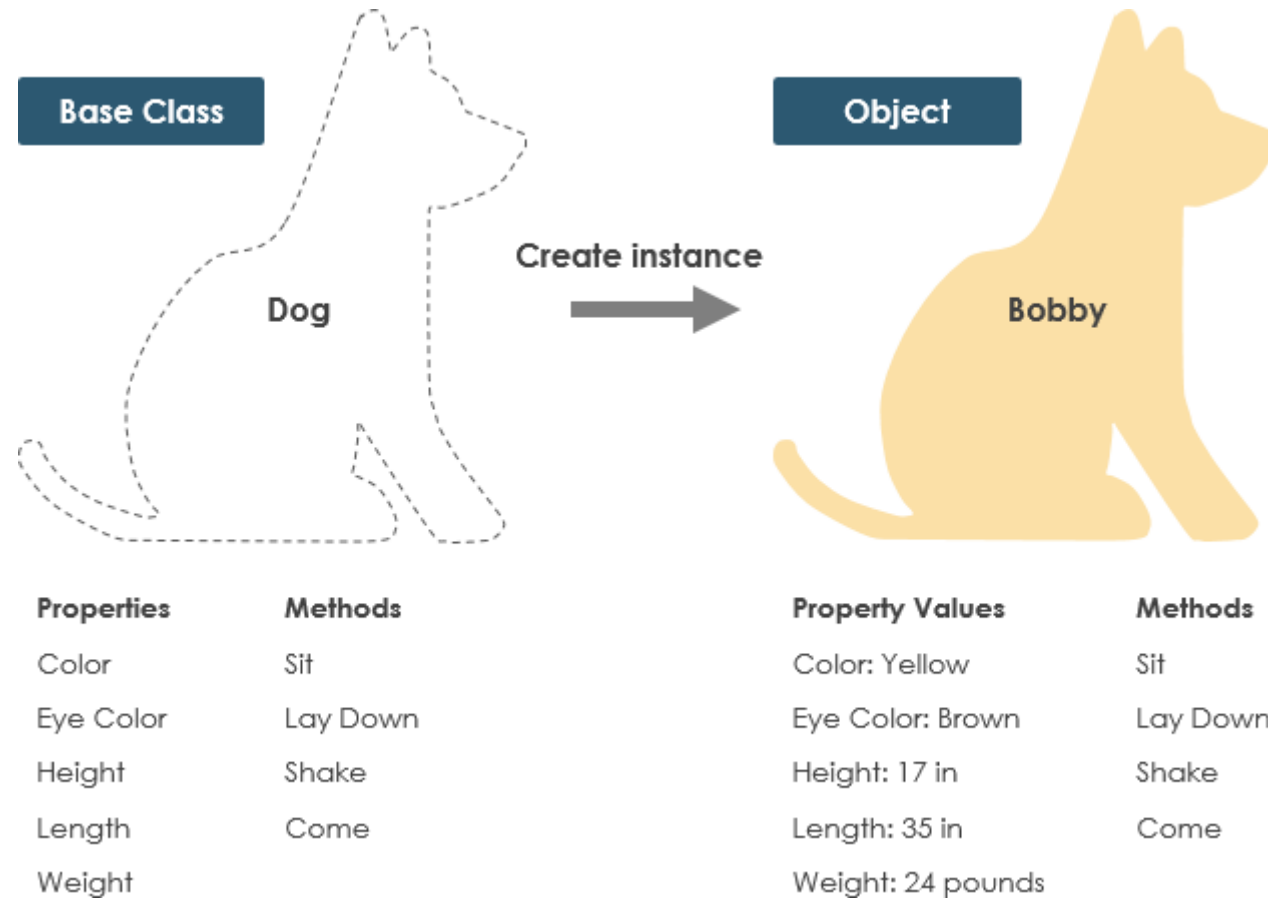 Base Class
Object
Create instance
Dog
Bobby
Properties Methods
Color Sit
Eye Color Lay Down
Height Shake
Length Come
Weight
Property Values Methods
Color: Yellow Sit
Eye Color: Brown Lay Down
Height: 17 in Shake
Length: 35 in Come
Weight: 24 pounds